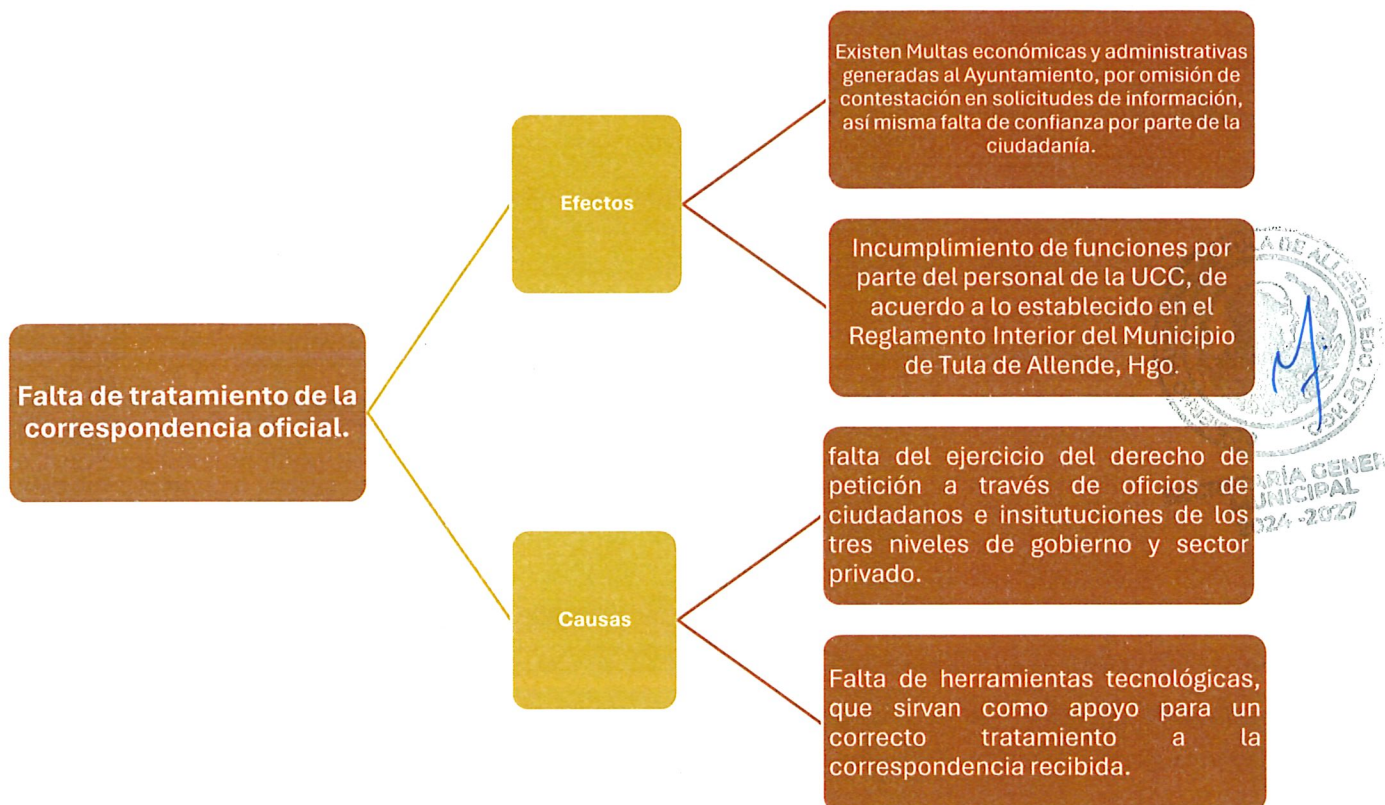 Existen Multas económicas y administrativas
generadas al Ayuntamiento, por omisión de
contestación en solicitudes de información,
así misma falta de confianza por parte de la
ciudadanía.
Efectos
Incumplimiento de funciones por
parte del personal de la UCC, de
acuerdo a lo establecido en el
Reglamento Interior del Municipio
de Tula de Allende, Hgo.
Falta de tratamiento de la
correspondencia oficial.
falta del ejercicio del derecho de
petición a través de oficios de
ciudadanos e insitutuciones de los
tres niveles de gobierno y sector
privado.
Causas
Falta de herramientas tecnológicas,
que sirvan como apoyo para un
correcto tratamiento a la
correspondencia recibida.
DE ALLENDE EDO. DE HGO